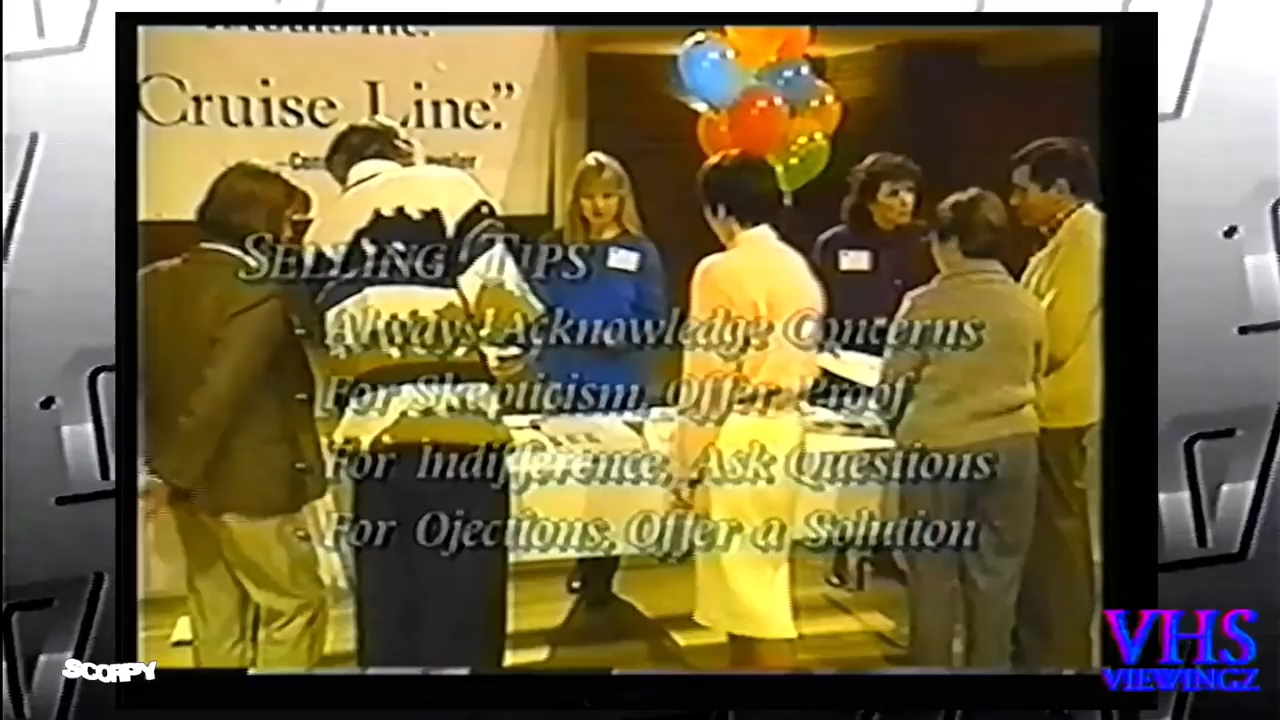 Cruise Line."
SELLING TIPS
- Always Acknowledge Concerns
- For Skepticism, Offer Proof
- For Indifference, Ask Questions
- For Ojections, Offer a Solution
SCORPY
VHS
VIEWINGZ